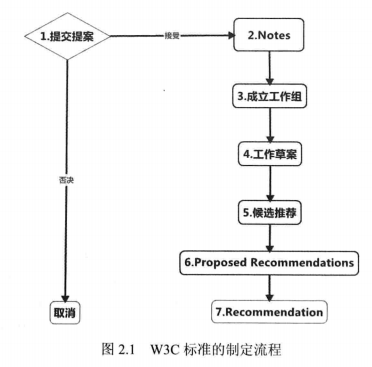 1.提交提案
接受
2.Notes
3.成立工作组
4.工作草案
否决
5.候选推荐
6.Proposed Recommendations
取消
7.Recommendation
图 2.1 W3C 标准的制定流程